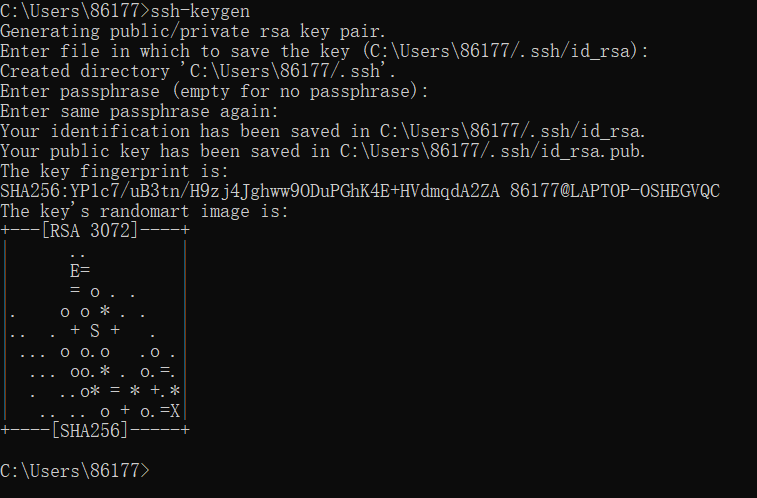 C:\Users\86177>ssh-keygen
Generating public/private rsa key pair.
Enter file in which to save the key (C:\Users\86177/.ssh/id_rsa):
Created directory 'C:\Users\86177/.ssh'.
Enter passphrase (empty for no passphrase):
Enter same passphrase again:
Your identification has been saved in C:\Users\86177/.ssh/id_rsa.
Your public key has been saved in C:\Users\86177/.ssh/id_rsa.pub.
The key fingerprint is:
SHA256:YP1c7/uB3tn/H9zj4Jghww9ODuPGhK4E+HVdmqdA2ZA 86177@LAPTOP-OSHEGVQC
The key's randomart image is:
+---[RSA 3072]----+
|      ..         |
|      E=         |
|      = o . .    |
|.    o o * . .   |
|..  . + S +   .  |
| ... o o.o   .o .|
|  ... oo.* . o.=.|
|  .  ..o* = * +.*|
|   .. .. o + o.=X|
+----[SHA256]-----+
C:\Users\86177>